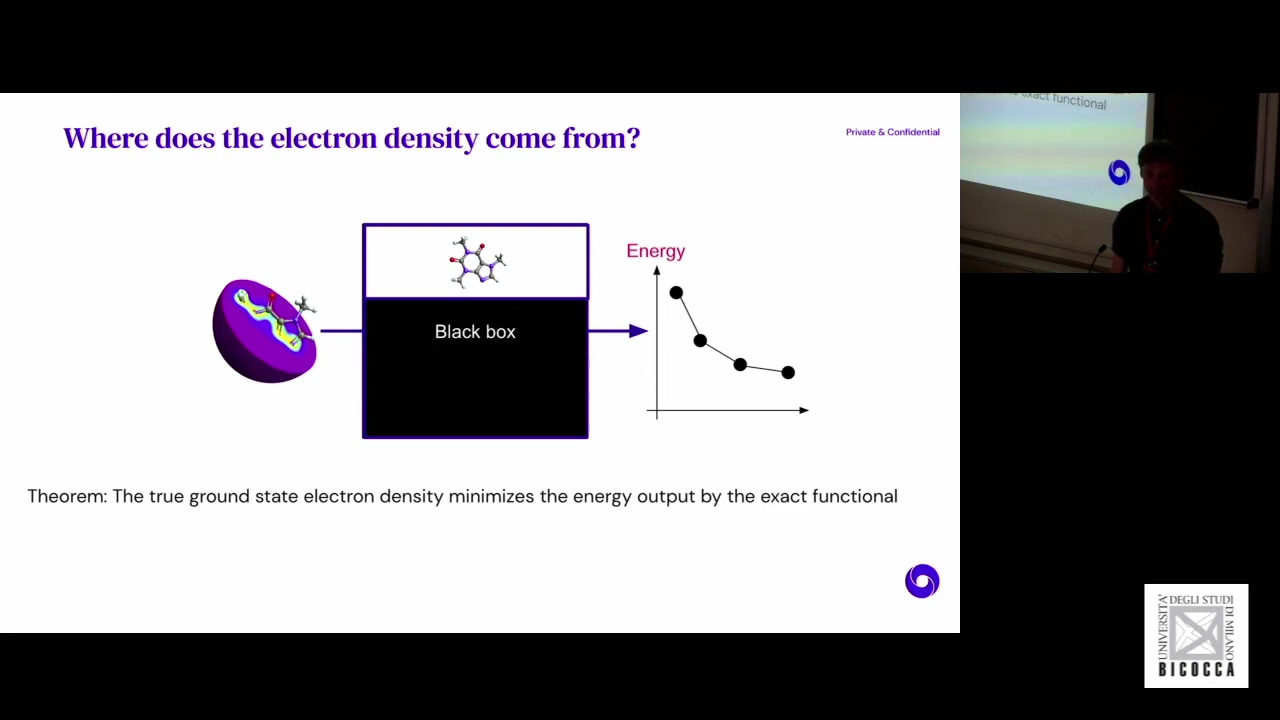 Where does the electron density come from?
Private & Confidential
exact functional
Energy
Black box
Theorem: The true ground state electron density minimizes the energy output by the exact functional
UNIVERSITÀ
DEGLI STUDI
DI MILANO
BICOCCA